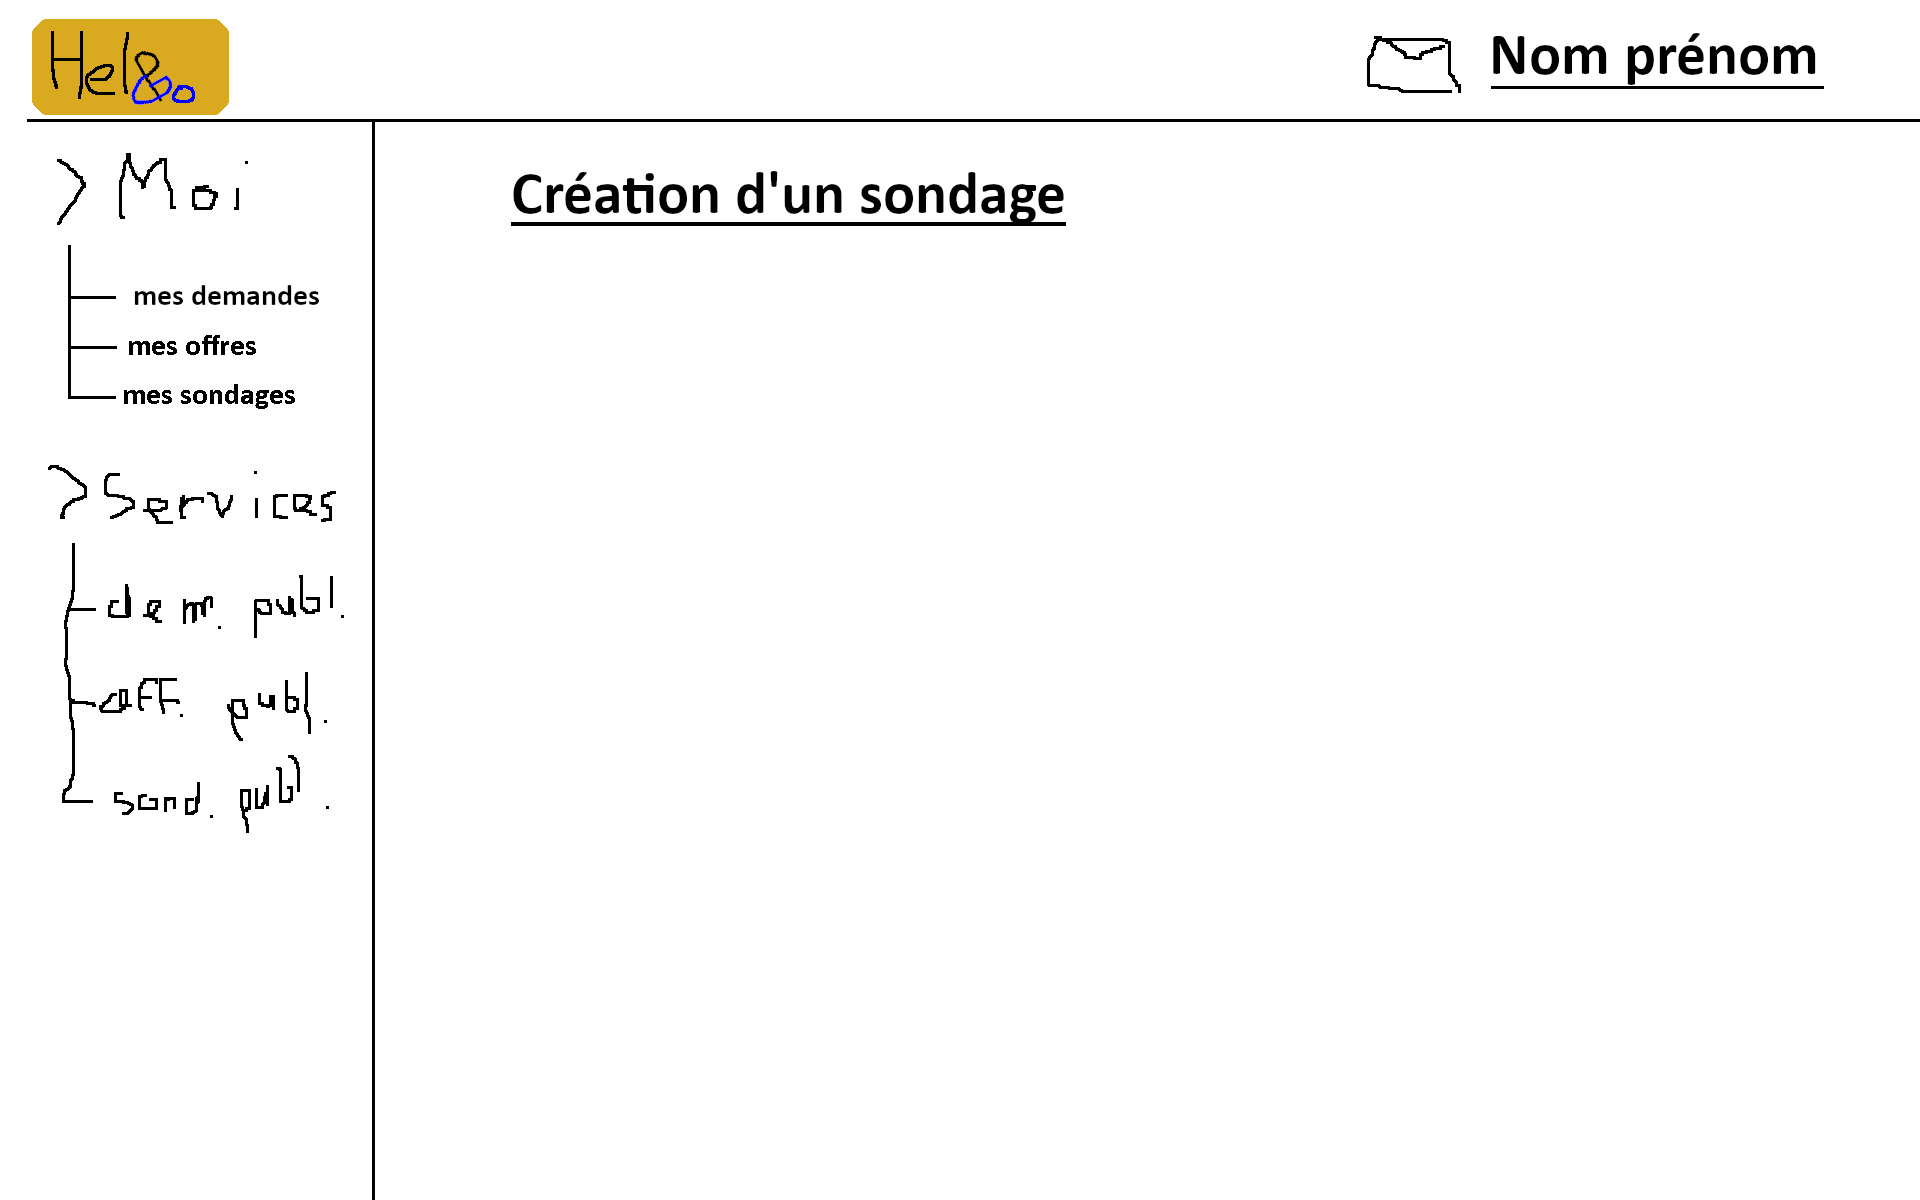 Hel&o
Nom prénom
> Moi
mes demandes
mes offres
mes sondages
> Services
dem. publ.
off. publ.
sond. publ.
Création d'un sondage